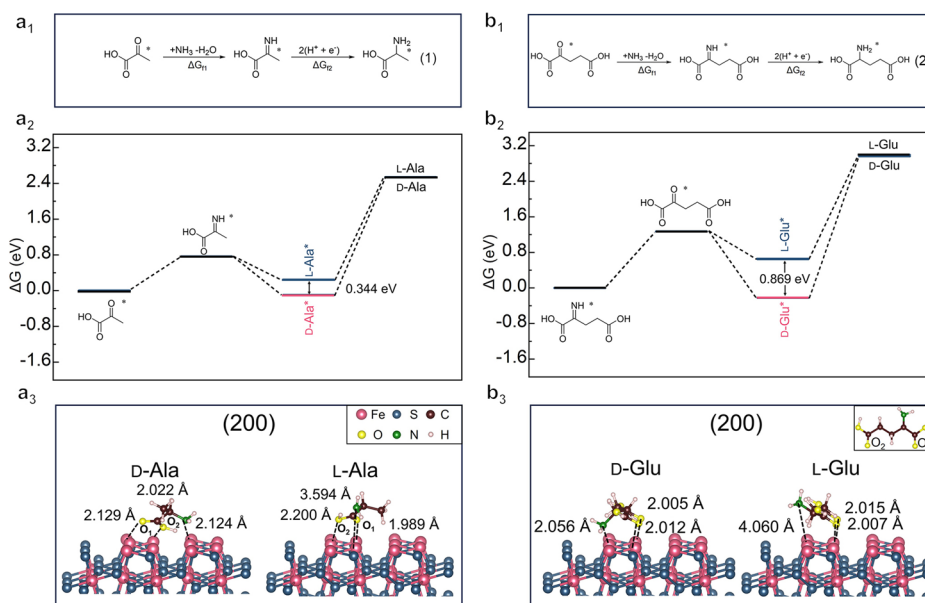 a1
O
*
HO
O
+NH3 -H2O
ΔGf1
NH
*
HO
O
2(H+ + e-)
ΔGf2
NH2
*
HO
O
(1)
b1
O
*
HO
OH
O
O
+NH3 -H2O
ΔGf1
NH
*
HO
OH
O
O
2(H+ + e-)
ΔGf2
NH2
*
HO
OH
O
O
(2
a2
ΔG (eV)
3.2
2.4
1.6
0.8
0.0
-0.8
-1.6
L-Ala
D-Ala
NH
*
HO
O
L-Ala*
0.344 eV
D-Ala*
*
O
HO
O
b2
ΔG (eV)
3.2
2.4
1.6
0.8
0.0
-0.8
-1.6
L-Glu
D-Glu
O
*
HO
OH
O
O
L-Glu*
0.869 eV
D-Glu*
NH
*
HO
OH
O
O
a3
(200)
Fe S C
O N H
D-Ala
2.022 Å
2.129 Å
O1
O2
2.124 Å
L-Ala
3.594 Å
2.200 Å
O2
O1
1.989 Å
b3
(200)
O2
O
D-Glu
2.005 Å
2.056 Å
2.012 Å
L-Glu
2.015 Å
4.060 Å
2.007 Å